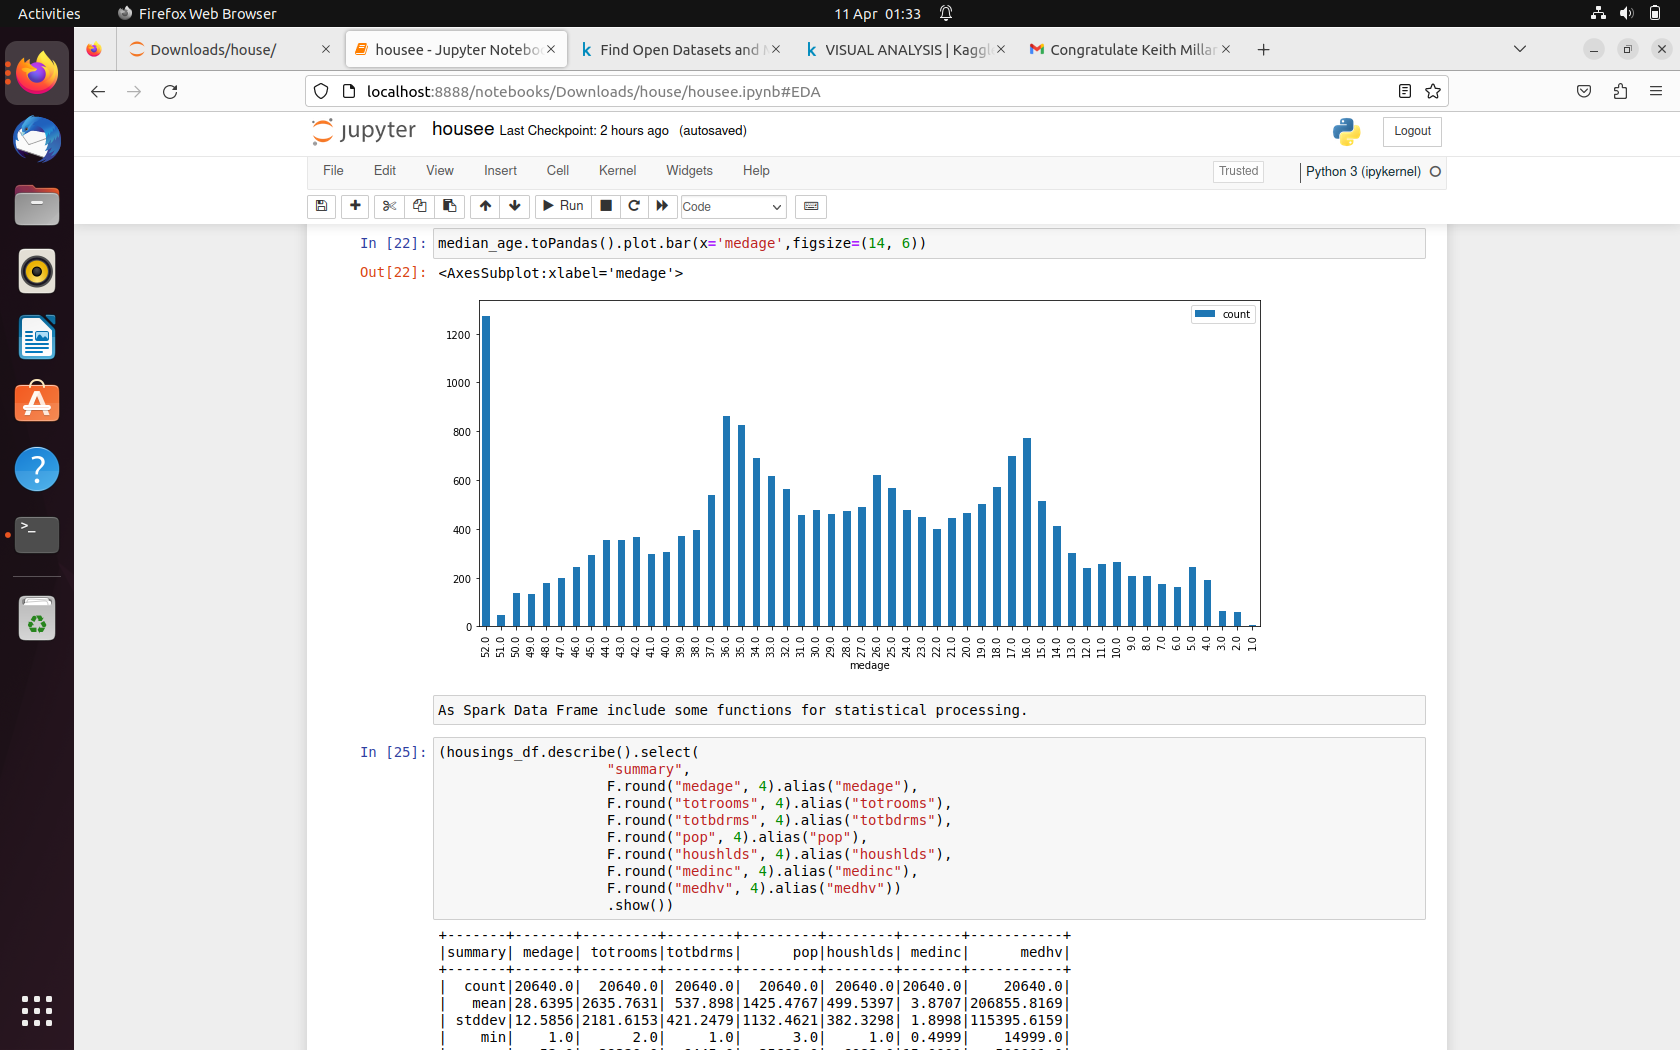 Activities Firefox Web Browser 11 Apr 01:33
Downloads/house/ housee - Jupyter Notebo Find Open Datasets and M VISUAL ANALYSIS | Kaggl Congratulate Keith Millar
localhost:8888/notebooks/Downloads/house/housee.ipynb#EDA
jupyter housee Last Checkpoint: 2 hours ago (autosaved) Logout
File Edit View Insert Cell Kernel Widgets Help Trusted Python 3 (ipykernel)
Run Code
In [22]: median_age.toPandas().plot.bar(x='medage',figsize=(14, 6))
Out[22]: <AxesSubplot:xlabel='medage'>
count
1200
1000
800
600
400
200
0
52.0 51.0 50.0 49.0 48.0 47.0 46.0 45.0 44.0 43.0 42.0 41.0 40.0 39.0 38.0 37.0 36.0 35.0 34.0 33.0 32.0 31.0 30.0 29.0 28.0 27.0 26.0 25.0 24.0 23.0 22.0 21.0 20.0 19.0 18.0 17.0 16.0 15.0 14.0 13.0 12.0 11.0 10.0 9.0 8.0 7.0 6.0 5.0 4.0 3.0 2.0 1.0
medage
As Spark Data Frame include some functions for statistical processing.
In [25]: (housings_df.describe().select(
"summary",
F.round("medage", 4).alias("medage"),
F.round("totrooms", 4).alias("totrooms"),
F.round("totbdrms", 4).alias("totbdrms"),
F.round("pop", 4).alias("pop"),
F.round("houshlds", 4).alias("houshlds"),
F.round("medinc", 4).alias("medinc"),
F.round("medhv", 4).alias("medhv"))
.show())
+-------+-------+---------+--------+---------+--------+-------+-----------+
|summary| medage| totrooms|totbdrms| pop|houshlds| medinc| medhv|
+-------+-------+---------+--------+---------+--------+-------+-----------+
| count|20640.0| 20640.0| 20640.0| 20640.0| 20640.0|20640.0| 20640.0|
| mean|28.6395|2635.7631| 537.898|1425.4767|499.5397| 3.8707|206855.8169|
| stddev|12.5856|2181.6153|421.2479|1132.4621|382.3298| 1.8998|115395.6159|
| min| 1.0| 2.0| 1.0| 3.0| 1.0| 0.4999| 14999.0|